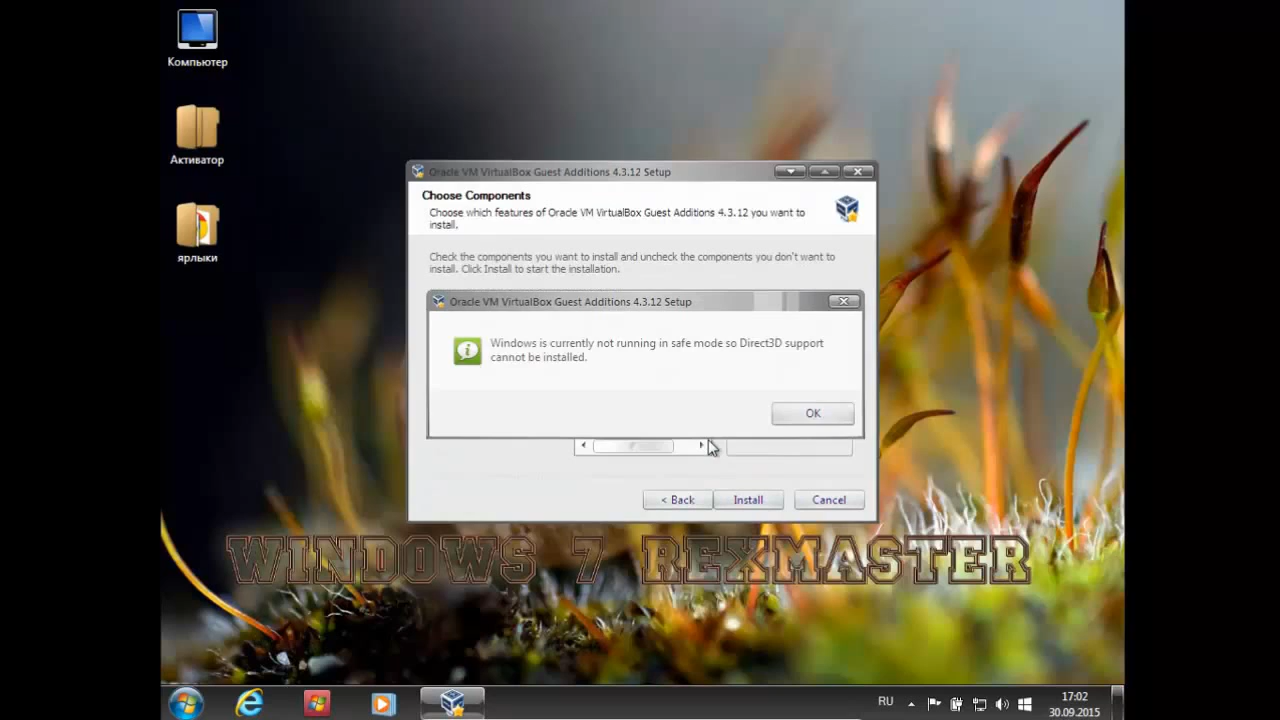 Компьютер
Активатор
ярлыки
Oracle VM VirtualBox Guest Additions 4.3.12 Setup
Choose Components
Choose which features of Oracle VM VirtualBox Guest Additions 4.3.12 you want to
install.
Check the components you want to install and uncheck the components you don't want to
install. Click Install to start the installation.
Oracle VM VirtualBox Guest Additions 4.3.12 Setup
Windows is currently not running in safe mode so Direct3D support
cannot be installed.
OK
< Back
Install
Cancel
WINDOWS 7 REXMASTER
RU
17:02
30.09.2015